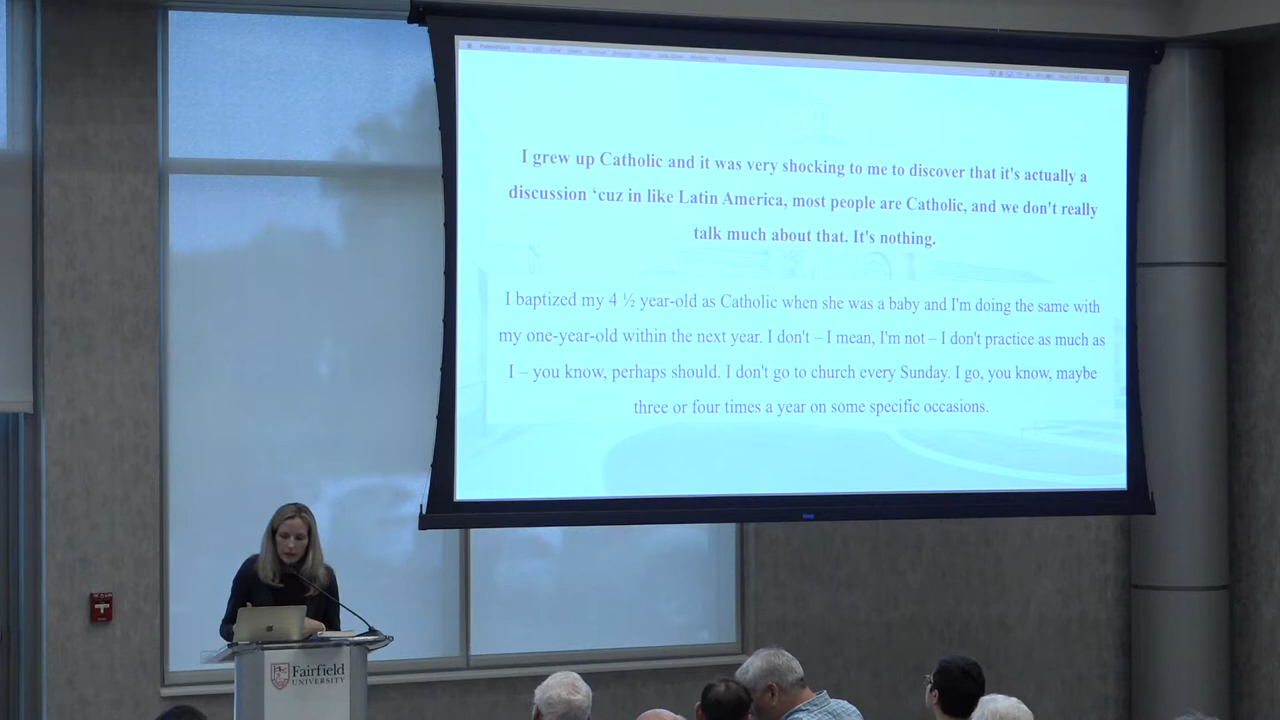 I grew up Catholic and it was very shocking to me to discover that it's actually a
discussion ‘cuz in like Latin America, most people are Catholic, and we don't really
talk much about that. It's nothing.
I baptized my 4 ½ year-old as Catholic when she was a baby and I'm doing the same with
my one-year-old within the next year. I don't – I mean, I'm not – I don't practice as much as
I – you know, perhaps should. I don't go to church every Sunday. I go, you know, maybe
three or four times a year on some specific occasions.
Fairfield
UNIVERSITY